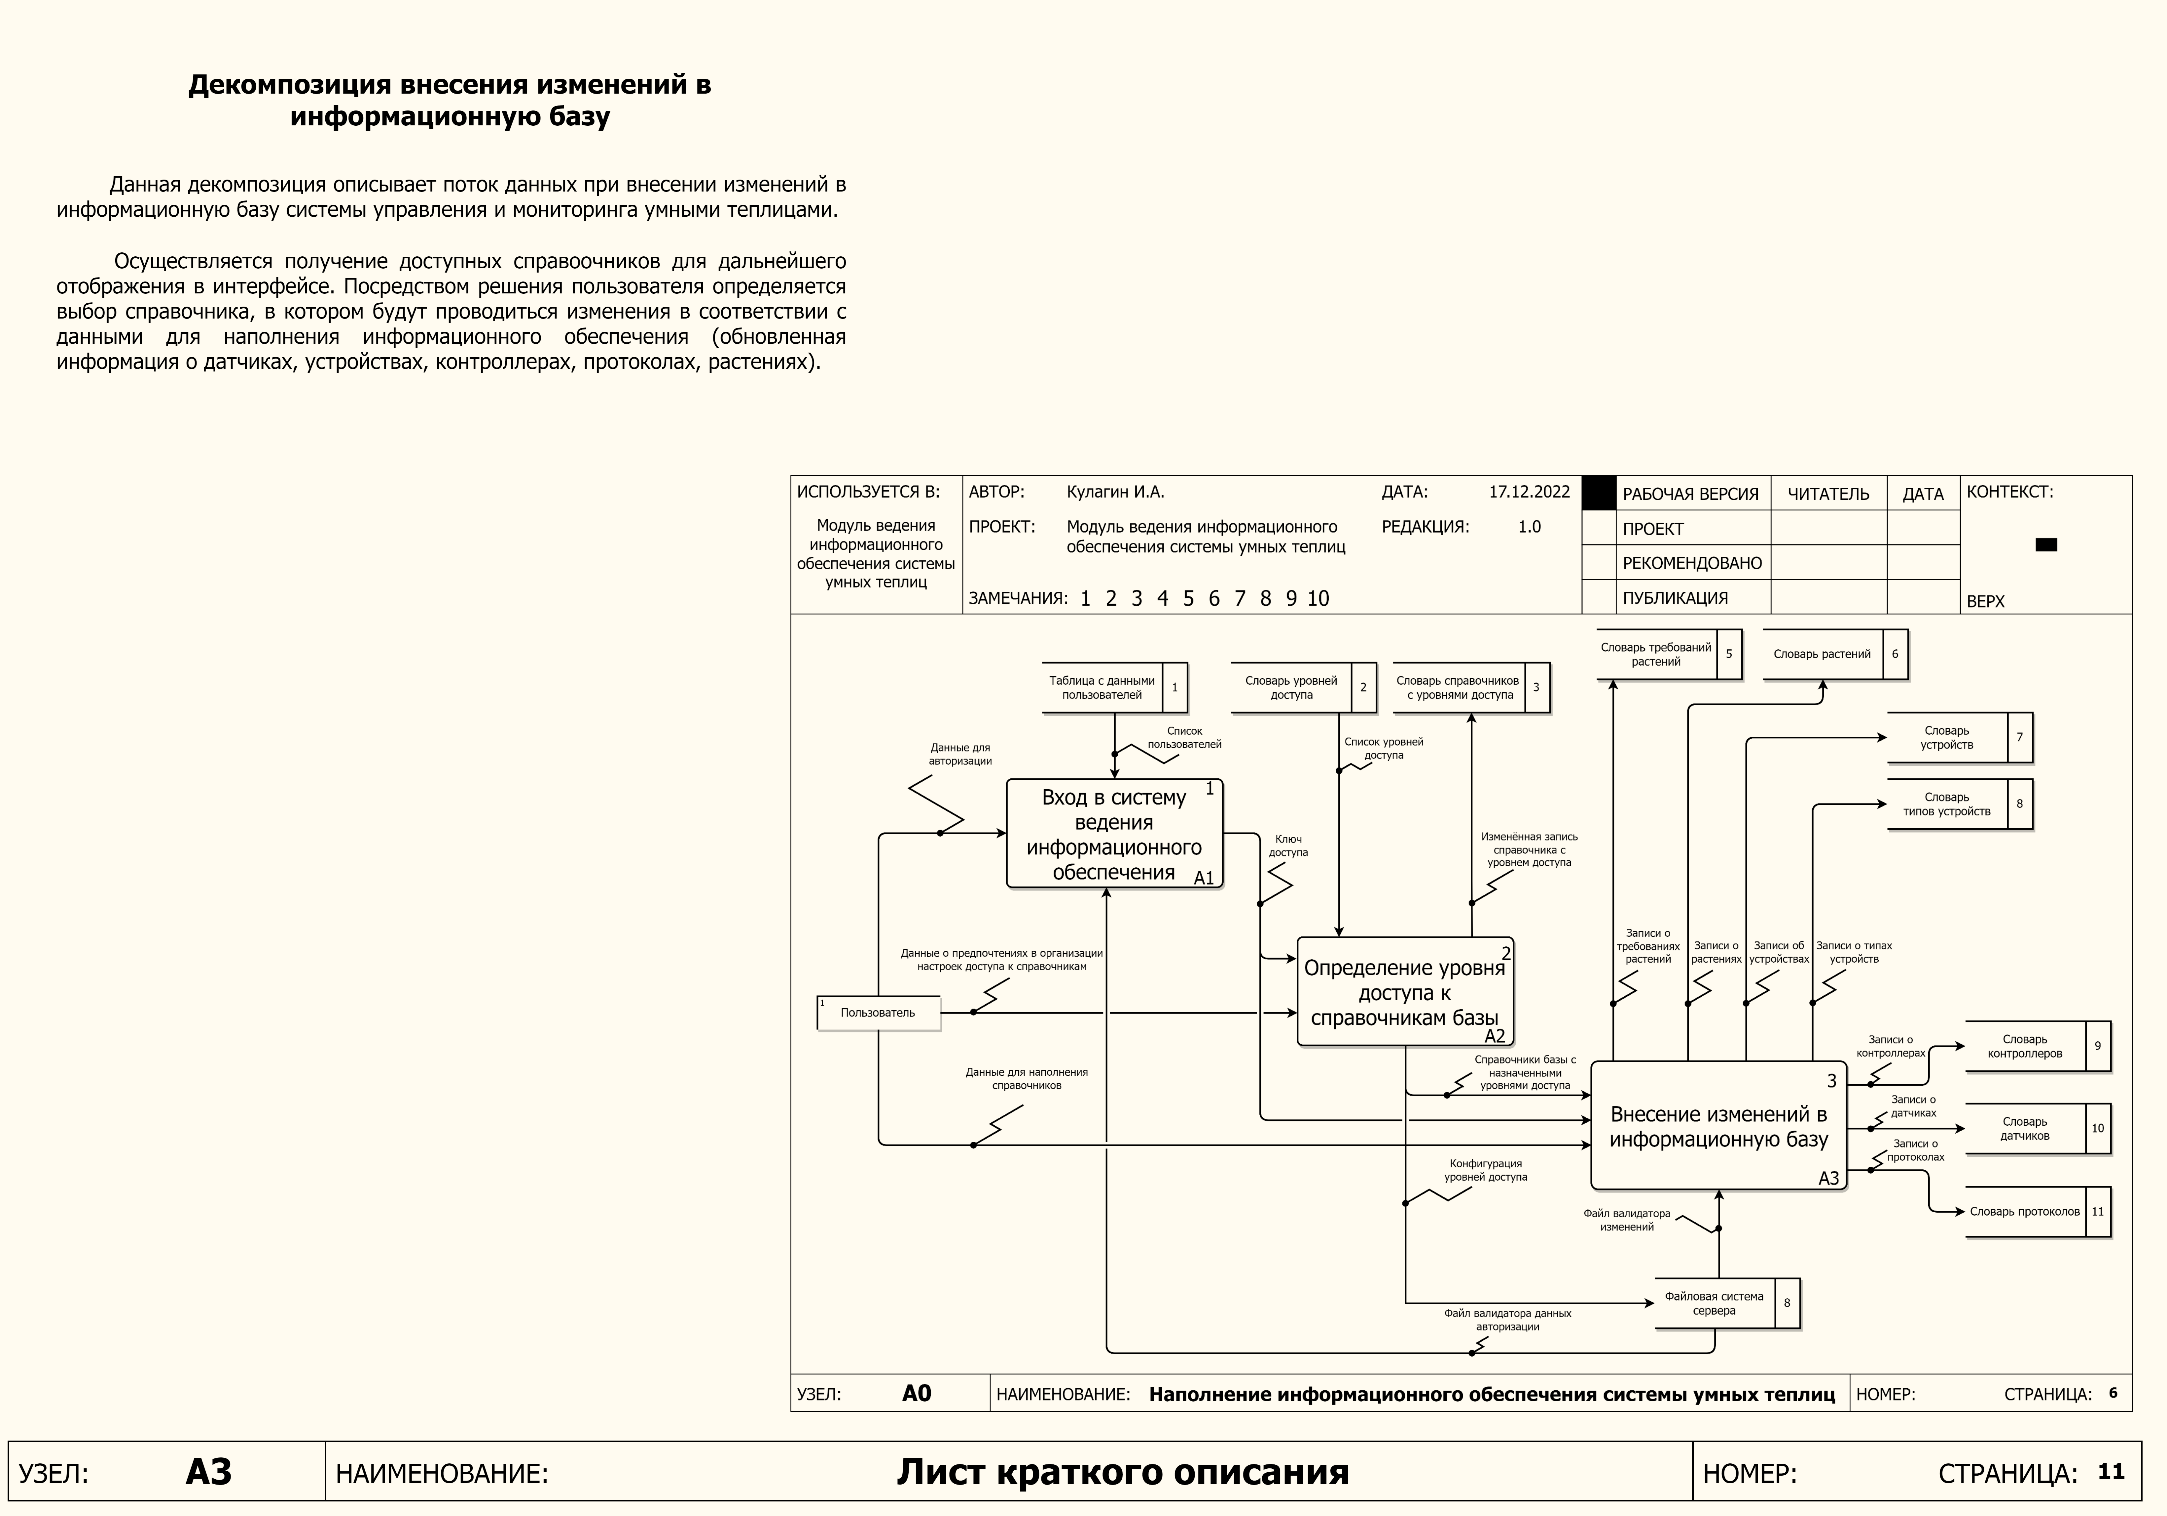 Декомпозиция внесения изменений в
информационную базу
Данная декомпозиция описывает поток данных при внесении изменений в
информационную базу системы управления и мониторинга умными теплицами.
Осуществляется получение доступных справоочников для дальнейшего
отображения в интерфейсе. Посредством решения пользователя определяется
выбор справочника, в котором будут проводиться изменения в соответствии с
данными для наполнения информационного обеспечения (обновленная
информация о датчиках, устройствах, контроллерах, протоколах, растениях).
ИСПОЛЬЗУЕТСЯ В:
Модуль ведения
информационного
обеспечения системы
умных теплиц
АВТОР: Кулагин И.А.
ДАТА: 17.12.2022
ПРОЕКТ: Модуль ведения информационного
обеспечения системы умных теплиц
РЕДАКЦИЯ: 1.0
ЗАМЕЧАНИЯ: 1 2 3 4 5 6 7 8 9 10
РАБОЧАЯ ВЕРСИЯ
ЧИТАТЕЛЬ
ДАТА
ПРОЕКТ
РЕКОМЕНДОВАНО
ПУБЛИКАЦИЯ
КОНТЕКСТ:
ВЕРХ
Словарь требований
растений
5
Словарь растений
6
Таблица с данными
пользователей
1
Словарь уровней
доступа
2
Словарь справочников
с уровнями доступа
3
Словарь
устройств
7
Словарь
типов устройств
8
Данные для
авторизации
Список
пользователей
Список уровней
доступа
1
Вход в систему
ведения
информационного
обеспечения
A1
Ключ
доступа
Изменённая запись
справочника с
уровнем доступа
Данные о предпочтениях в организации
настроек доступа к справочникам
2
Определение уровня
доступа к
справочникам базы
A2
Записи о
требованиях
растений
Записи о
растениях
Записи об
устройствах
Записи о типах
устройств
1
Пользователь
Данные для наполнения
справочников
Справочники базы с
назначенными
уровнями доступа
3
Внесение изменений в
информационную базу
A3
Записи о
контроллерах
Словарь
контроллеров
9
Записи о
датчиках
Словарь
датчиков
10
Записи о
протоколах
Словарь протоколов
11
Конфигурация
уровней доступа
Файл валидатора
изменений
Файловая система
сервера
8
Файл валидатора данных
авторизации
УЗЕЛ: A0
НАИМЕНОВАНИЕ: Наполнение информационного обеспечения системы умных теплиц
НОМЕР:
СТРАНИЦА: 6
УЗЕЛ: A3
НАИМЕНОВАНИЕ: Лист краткого описания
НОМЕР:
СТРАНИЦА: 11